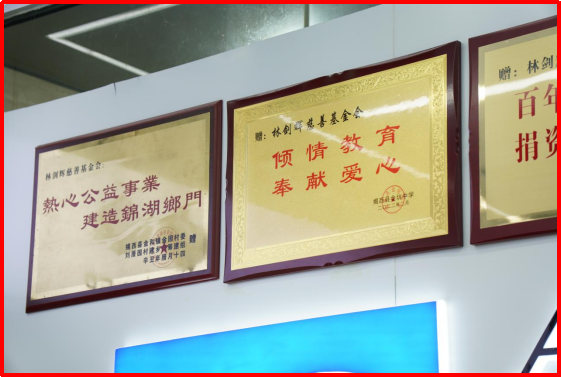 林剑辉慈善基金会:
熱心公益事業
建造錦湖鄉門
赠
赠：林剑辉慈善基金会
倾情教育
奉献爱心
赠：林剑
百年
捐资